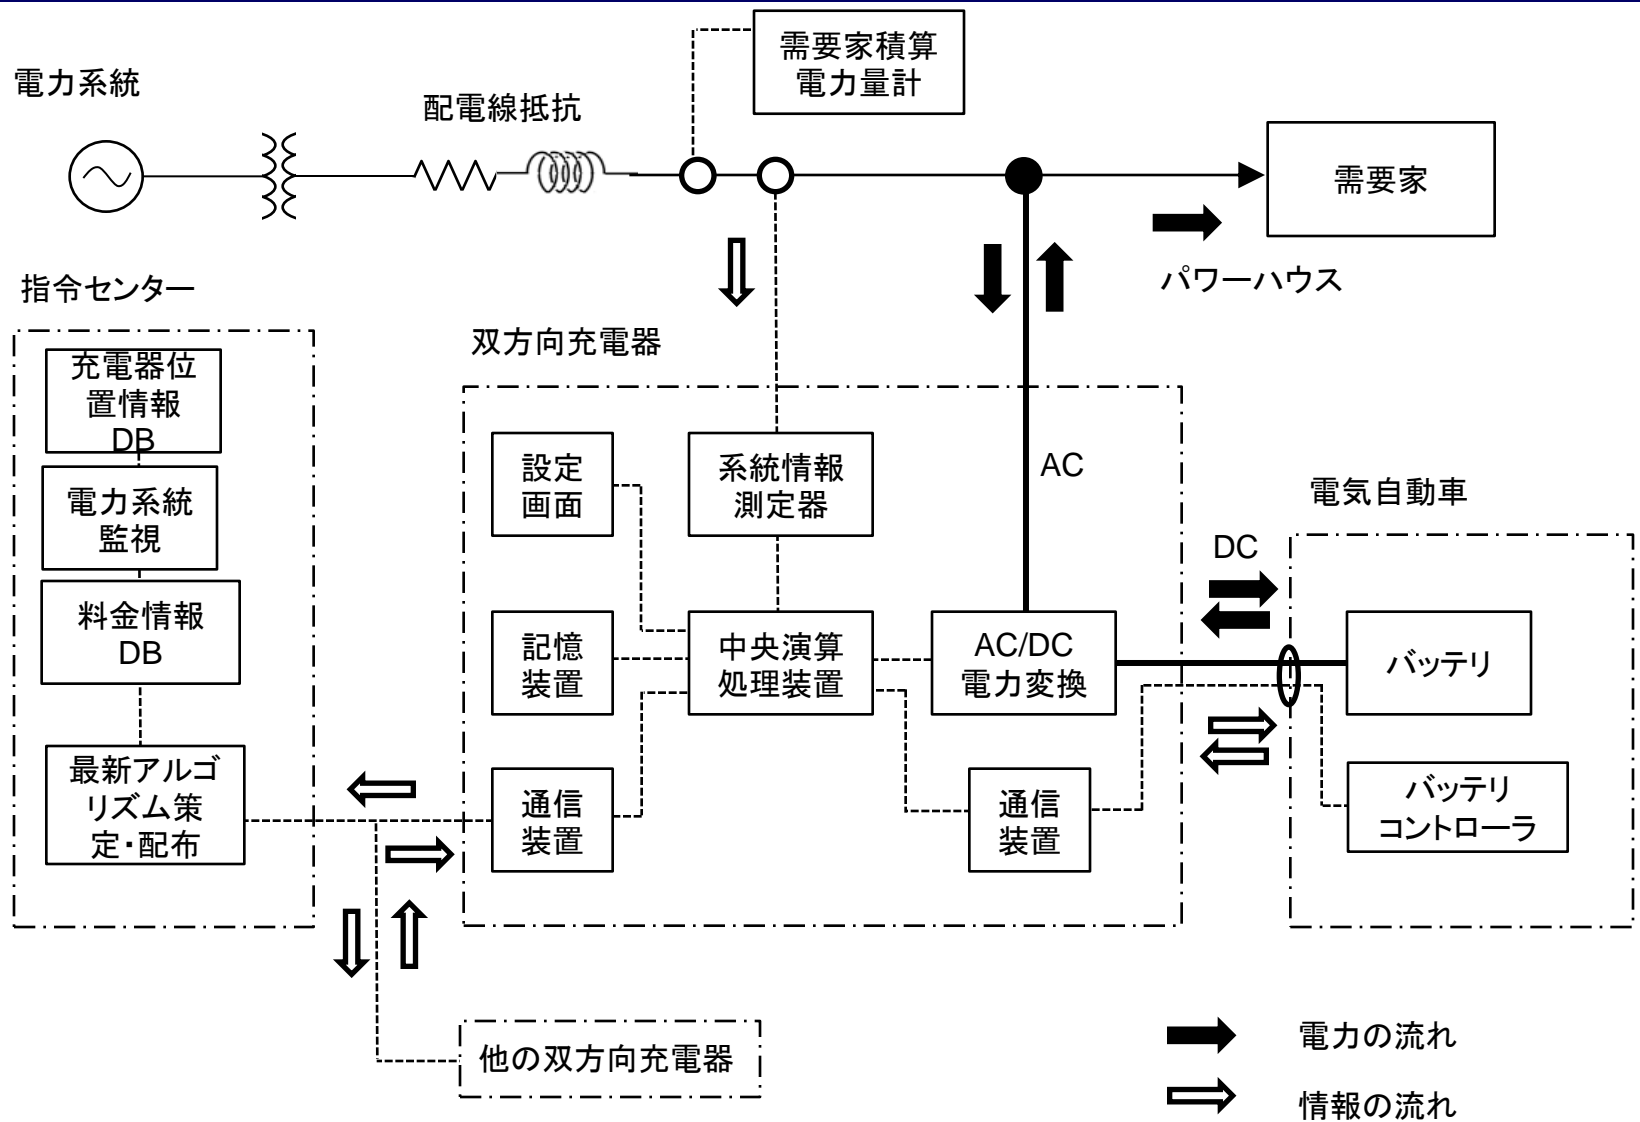 需要家積算
電力量計
電力系統
配電線抵抗
需要家
パワーハウス
指令センター
充電器位
置情報
DB
電力系統
監視
料金情報
DB
最新アルゴ
リズム策
定・配布
双方向充電器
設定
画面
系統情報
測定器
AC
記憶
装置
中央演算
処理装置
AC/DC
電力変換
通信
装置
通信
装置
電気自動車
DC
バッテリ
バッテリ
コントローラ
他の双方向充電器
電力の流れ
情報の流れ